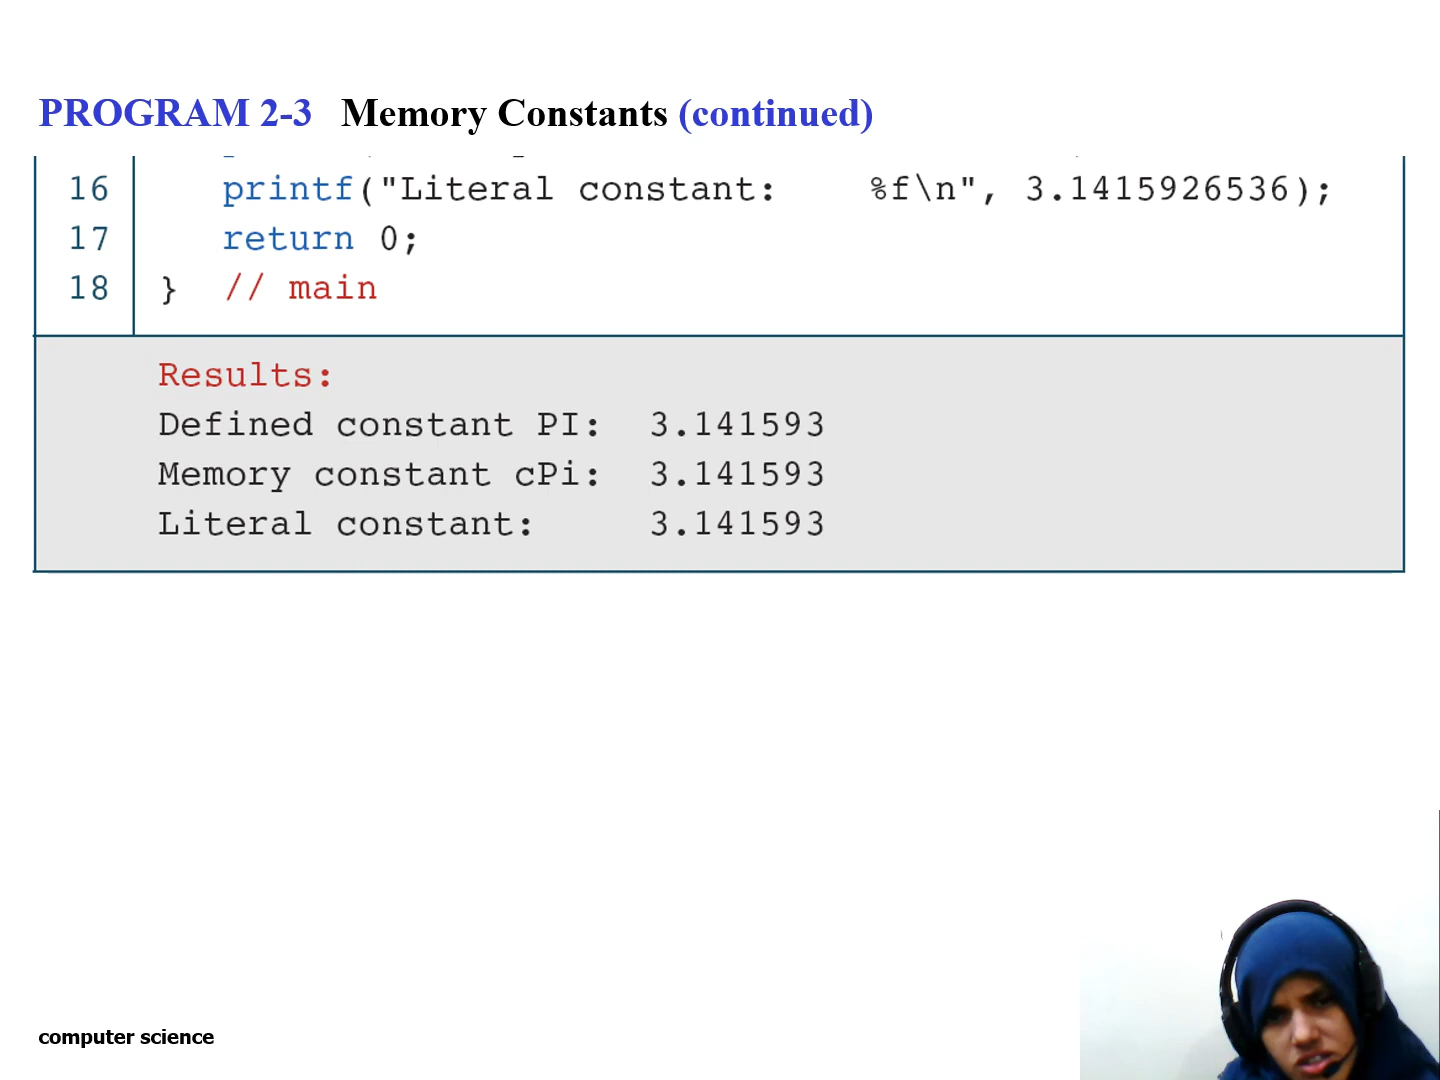 PROGRAM 2-3 Memory Constants (continued)
16 printf("Literal constant:    %f\n", 3.1415926536);
17 return 0;
18 } // main
Results:
Defined constant PI: 3.141593
Memory constant cPi: 3.141593
Literal constant: 3.141593
computer science